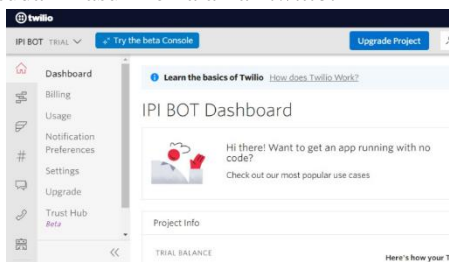 twilio
IPI BOT TRIAL
Try the beta Console
Upgrade Project
Dashboard
Billing
Usage
Notification
Preferences
Settings
Upgrade
Trust Hub
Beta
Learn the basics of Twilio How does Twilio Work?
IPI BOT Dashboard
Hi there! Want to get an app running with no
code?
Check out our most popular use cases
Project Info
TRIAL BALANCE
Here's how your T